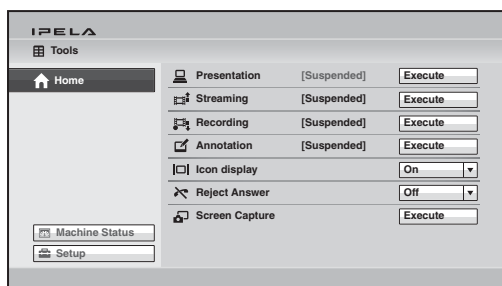 IPELA
Tools
Home
Presentation [Suspended] Execute
Streaming [Suspended] Execute
Recording [Suspended] Execute
Annotation [Suspended] Execute
Icon display On
Reject Answer Off
Screen Capture Execute
Machine Status
Setup